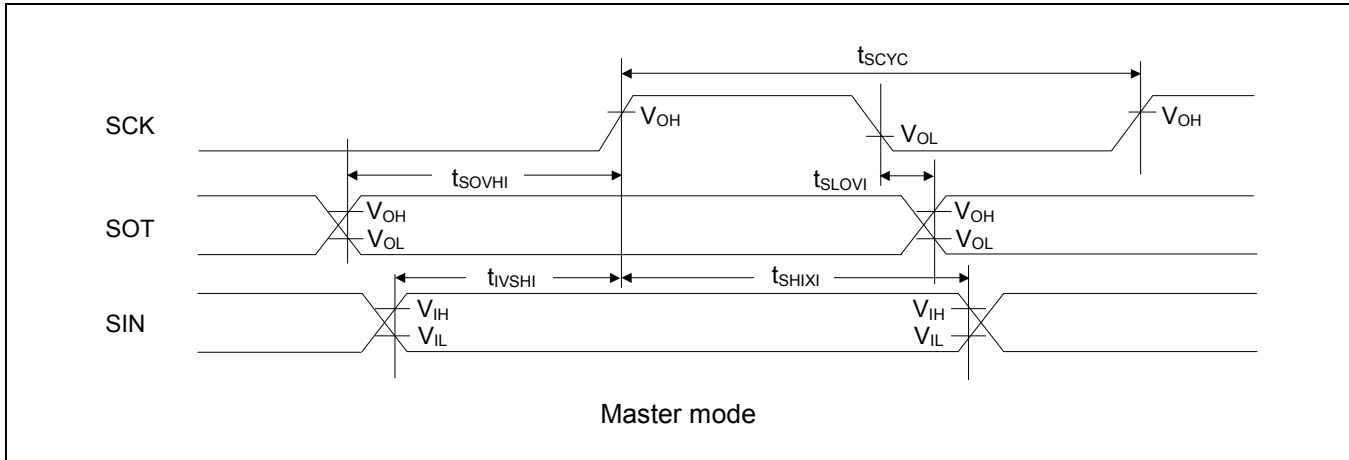 tSCYC
SCK
VOH
VOL
VOH
tSOVHI
tSLOVI
SOT
VOH
VOL
VOH
VOL
tIVSHI
tSHIXI
SIN
VIH
VIL
VIH
VIL
Master mode